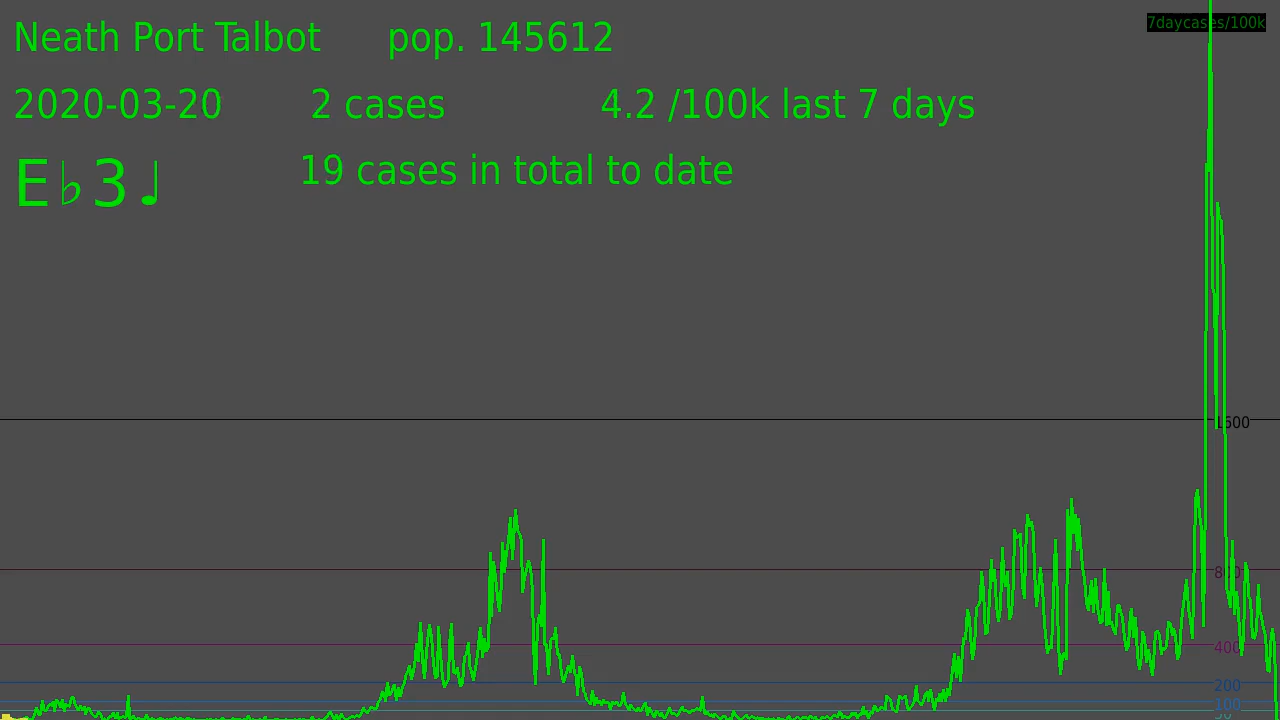 7daycases/100k
Neath Port Talbot pop. 145612
2020-03-20 2 cases 4.2 /100k last 7 days
E♭3♩ 19 cases in total to date
1600
800
400
200
100